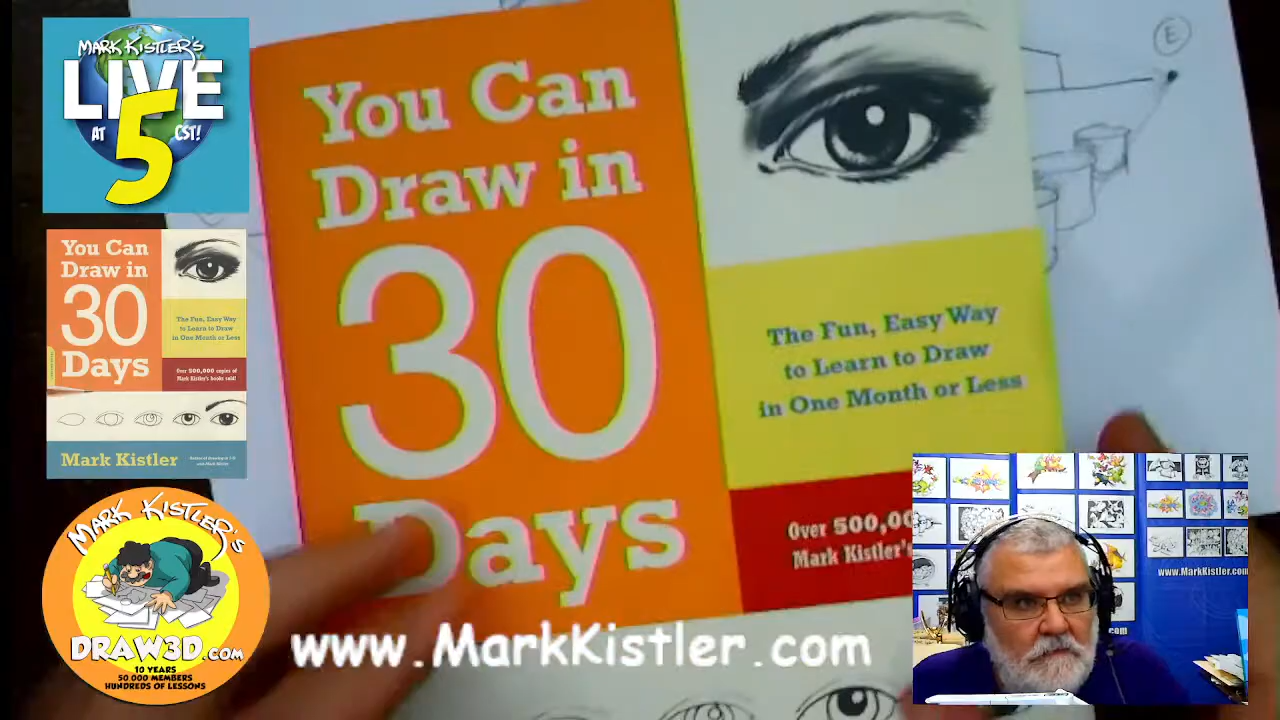 MARK KISTLER'S
LIVE
AT 5 CST!
You Can
Draw in
30
Days
The Fun, Easy Way
to Learn to Draw
in One Month or Less
Over 500,000 copies of
Mark Kistler's books sold!
Mark Kistler
MARK KISTLER'S
DRAW3D.COM
10 YEARS
50 000 MEMBERS
HUNDREDS OF LESSONS
You Can
Draw in
30
Days
The Fun, Easy Way
to Learn to Draw
in One Month or Less
Over 500,00
Mark Kistler's
E
www.MarkKistler.com
www.MarkKistler.com